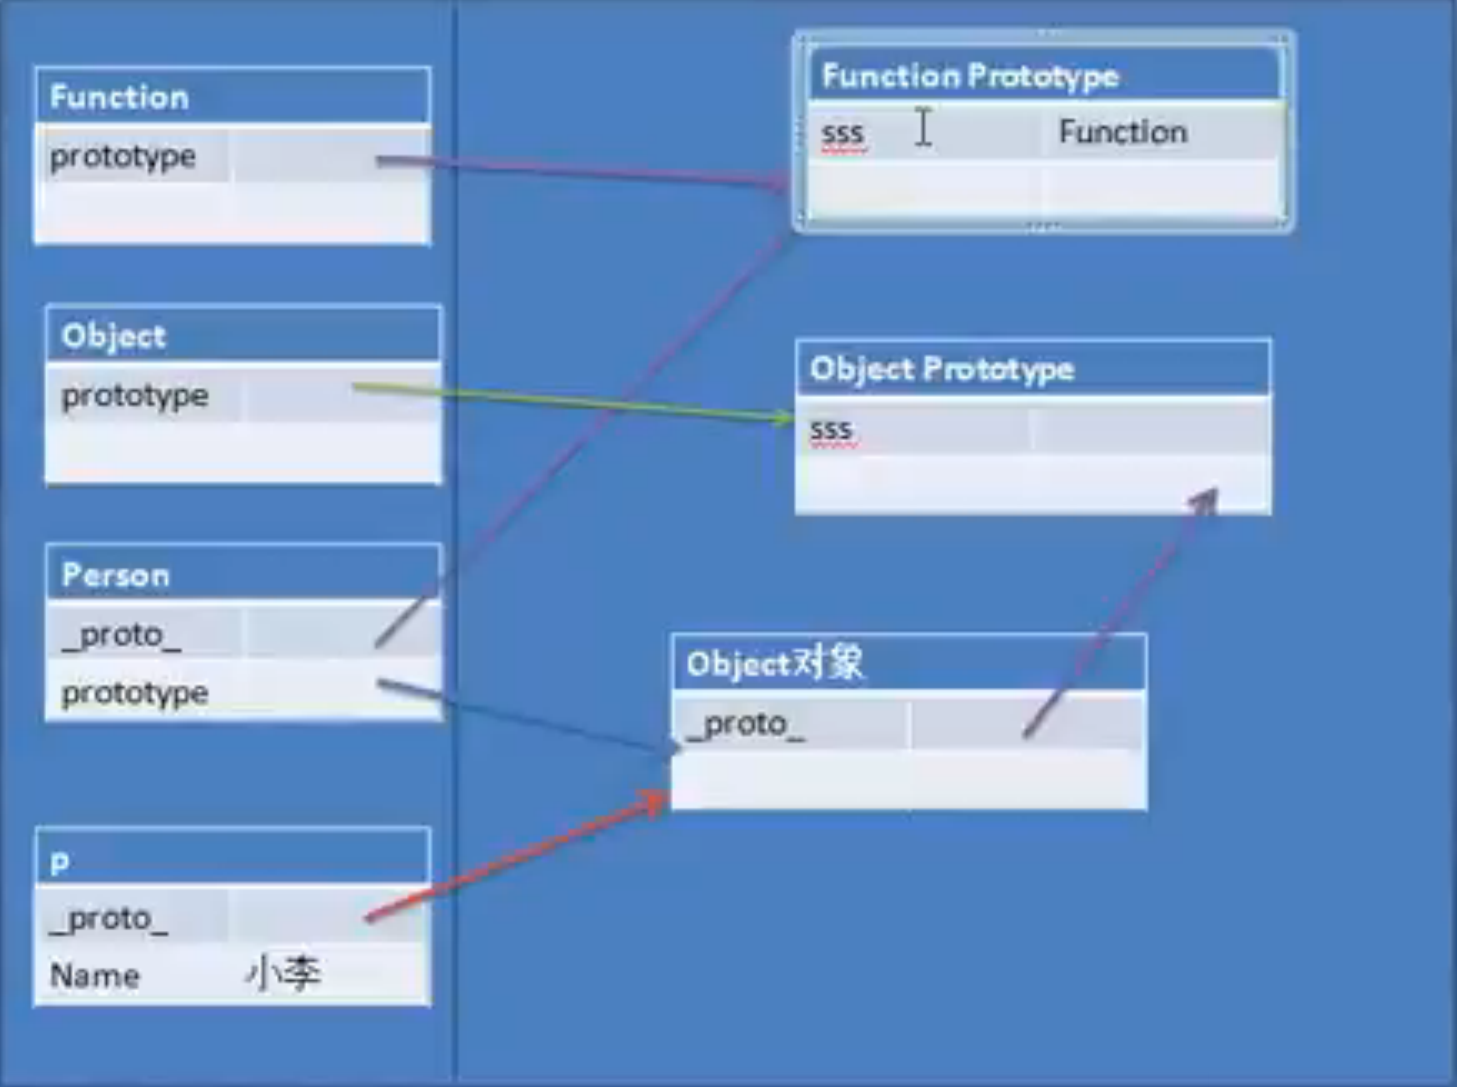 Function
prototype
Function Prototype
sss Function
Object
prototype
Object Prototype
sss
Person
_proto_
prototype
Object对象
_proto_
p
_proto_
Name 小李